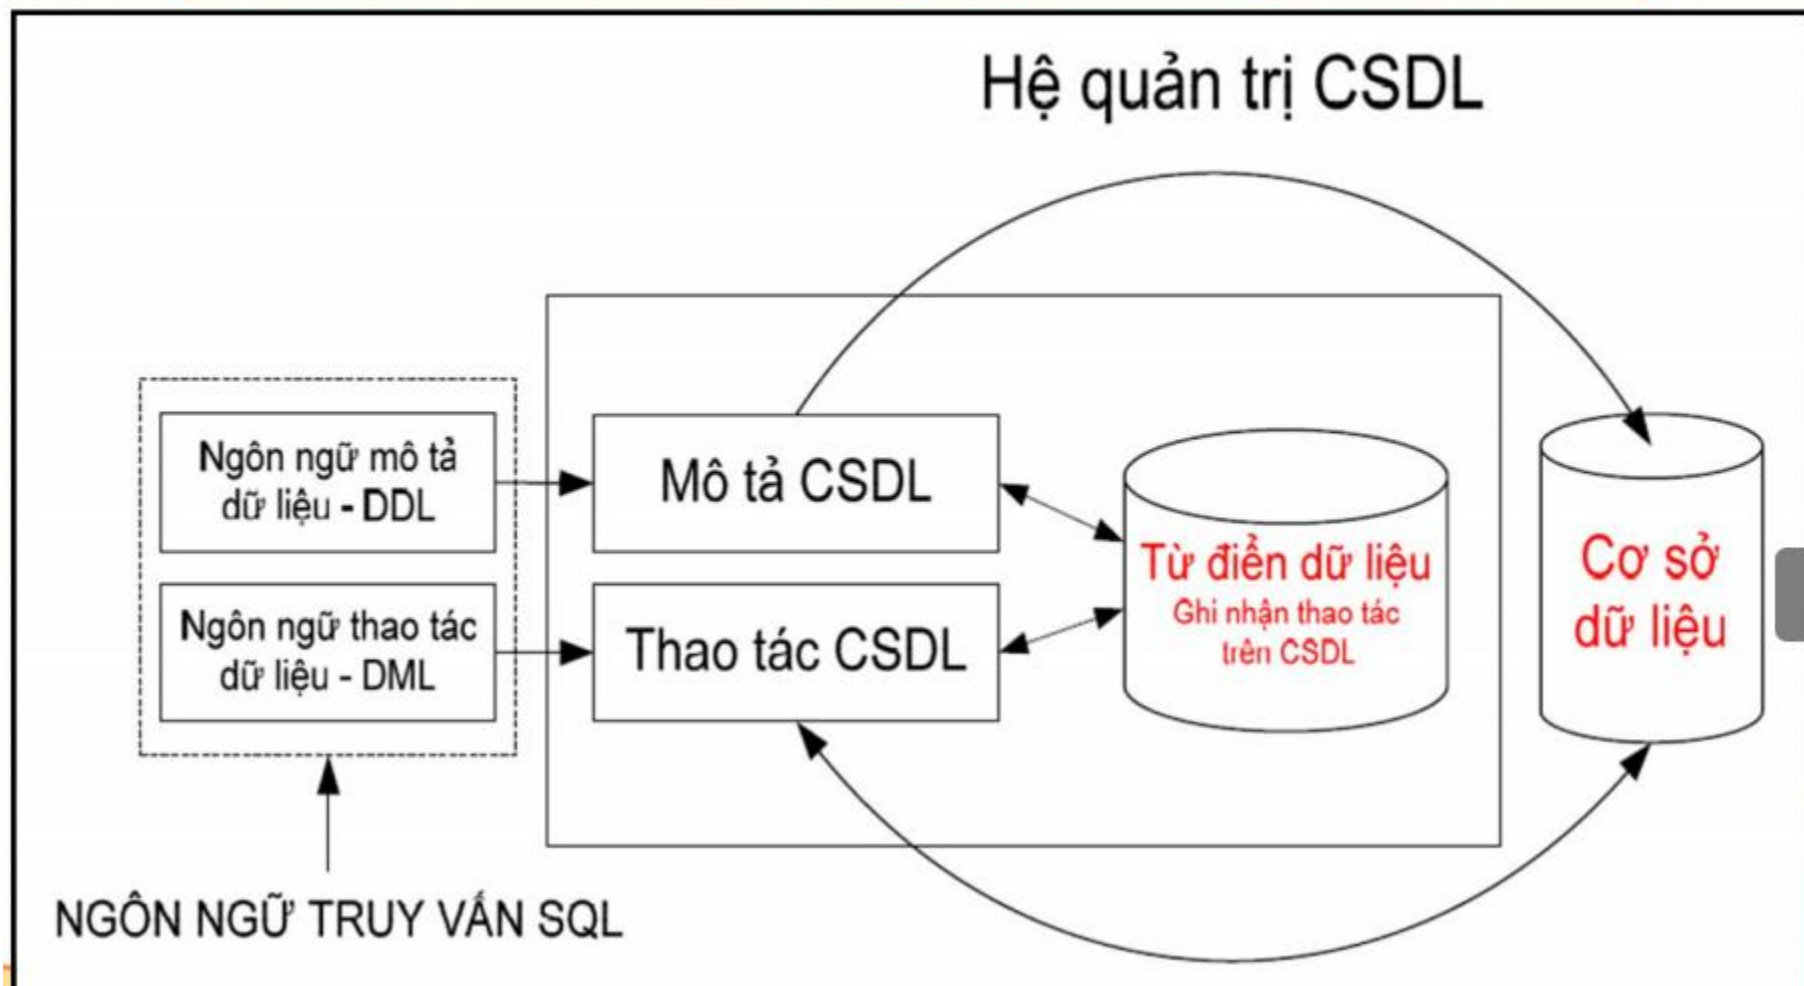 Hệ quản trị CSDL
Ngôn ngữ mô tả
dữ liệu - DDL
Mô tả CSDL
Từ điển dữ liệu
Ghi nhận thao tác
trên CSDL
Cơ sở
dữ liệu
Ngôn ngữ thao tác
dữ liệu - DML
Thao tác CSDL
NGÔN NGỮ TRUY VẤN SQL